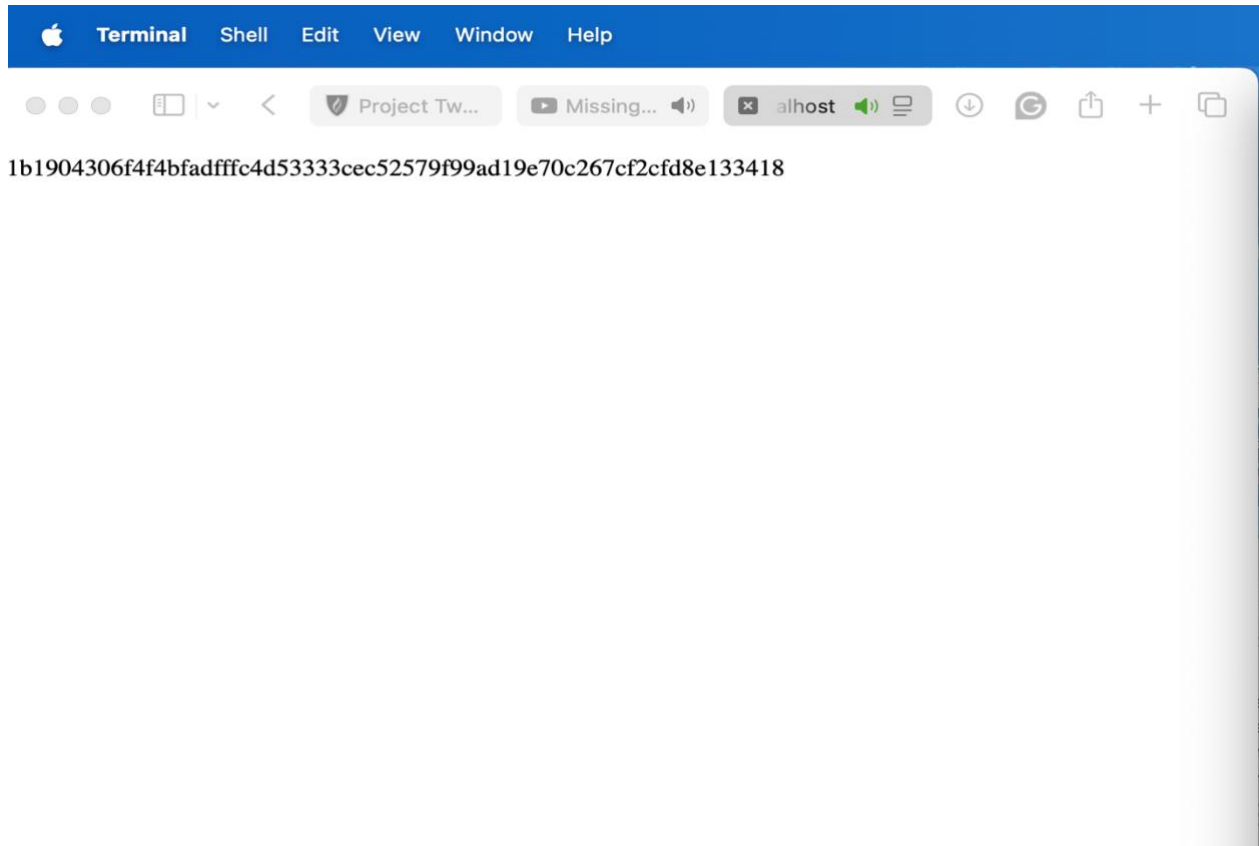 Terminal Shell Edit View Window Help
Project Tw... Missing... alhost
1b1904306f4f4bfadfffc4d53333cec52579f99ad19e70c267cf2cfd8e133418